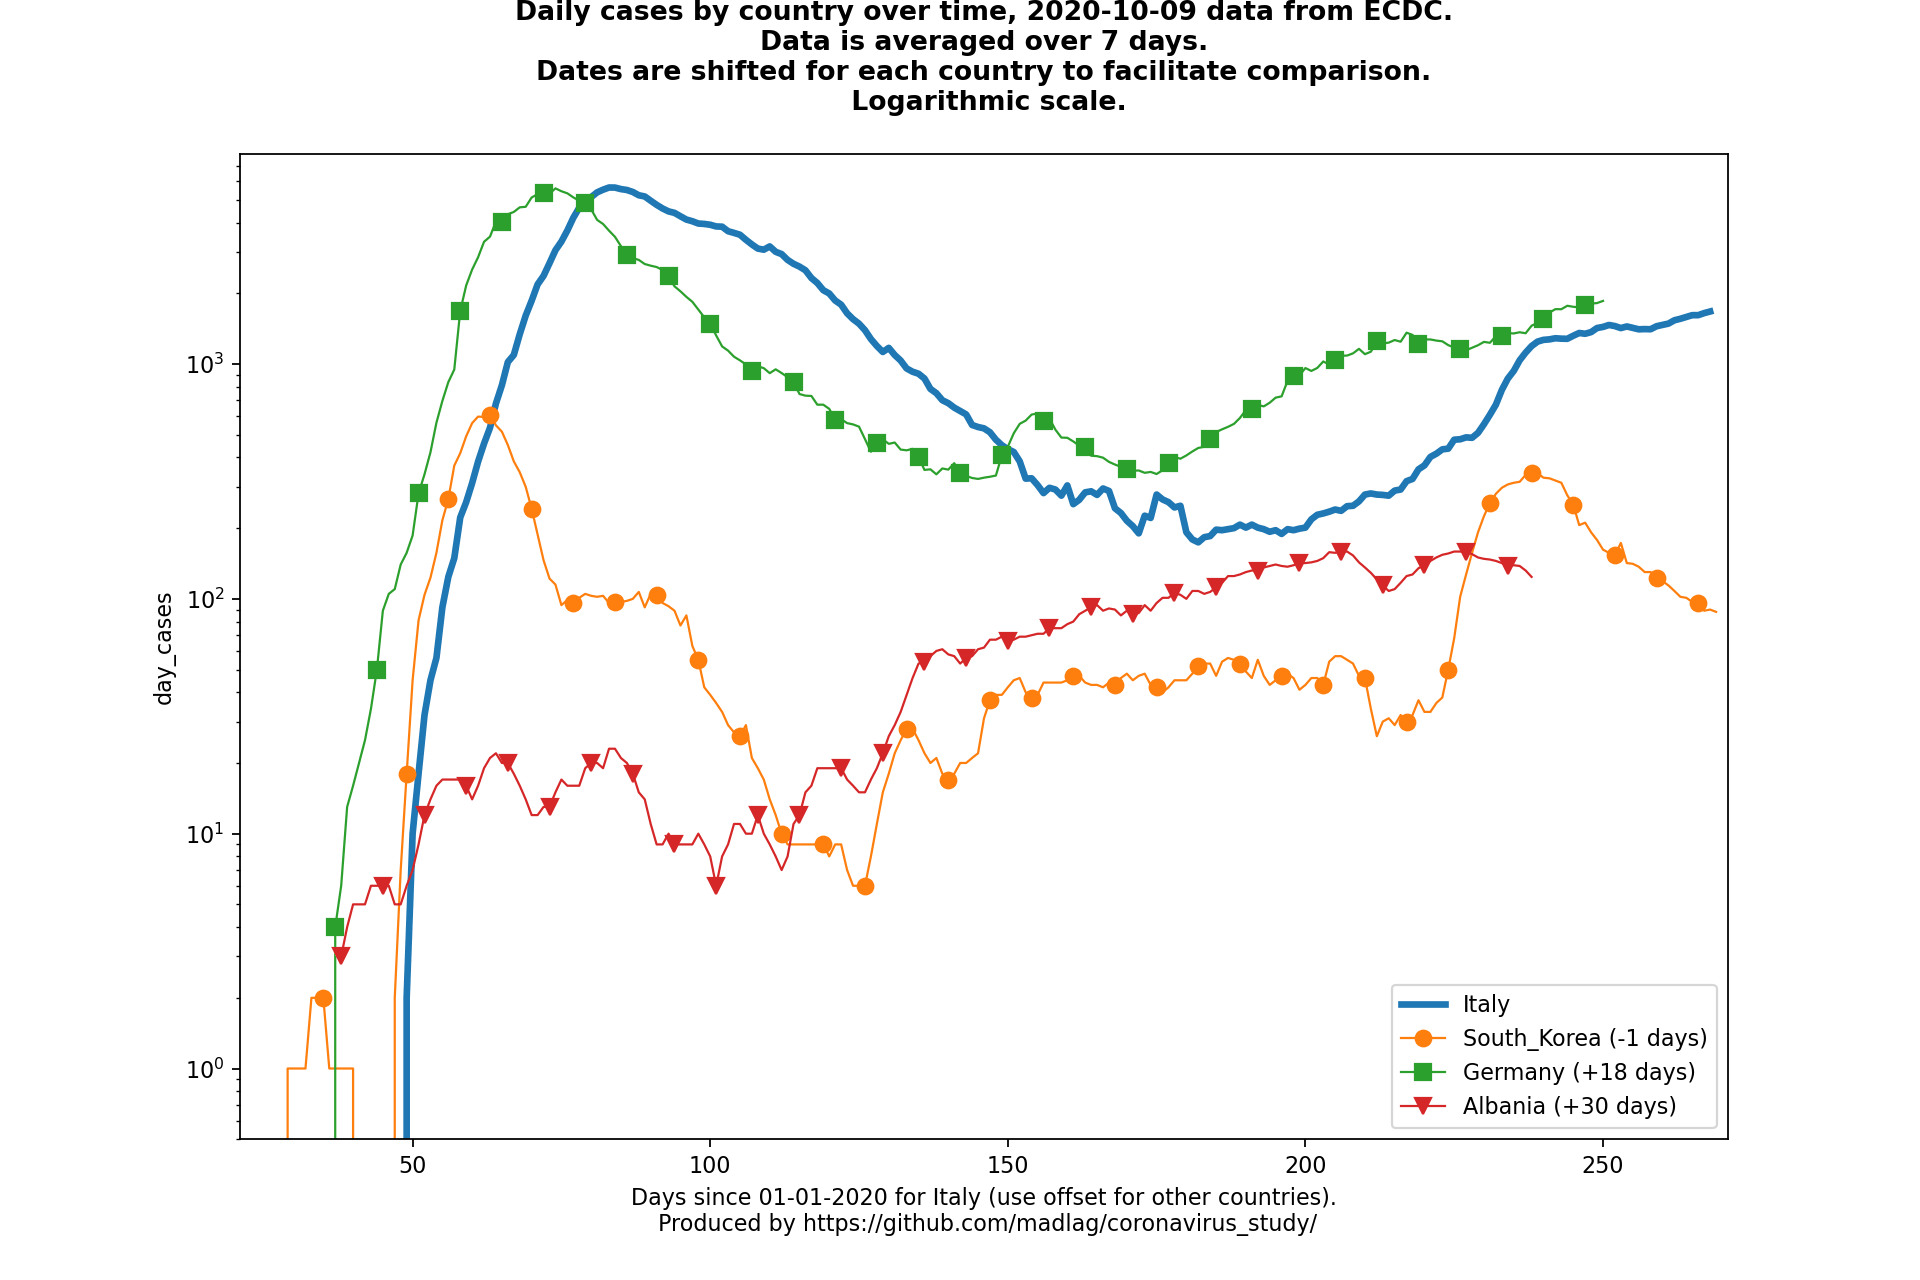 Daily cases by country over time, 2020-10-09 data from ECDC.
Data is averaged over 7 days.
Dates are shifted for each country to facilitate comparison.
Logarithmic scale.
day_cases
10^3
10^2
10^1
10^0
Italy
South_Korea (-1 days)
Germany (+18 days)
Albania (+30 days)
50 100 150 200 250
Days since 01-01-2020 for Italy (use offset for other countries).
Produced by https://github.com/madlag/coronavirus_study/